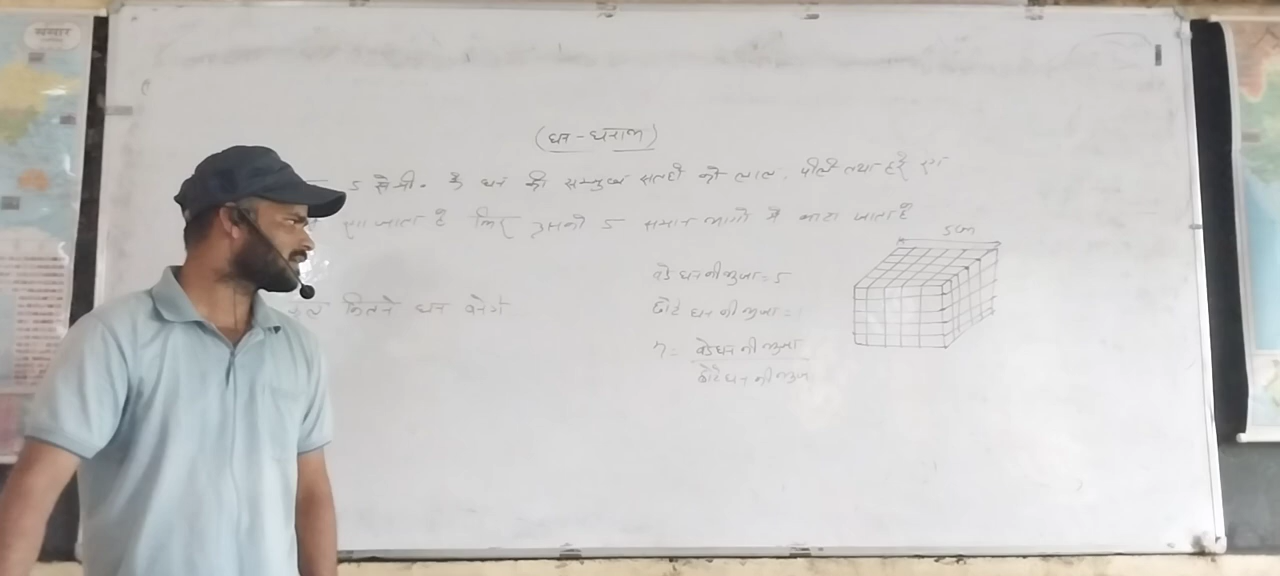 संसार
(घन - घनाभ)
5 से.मी. के घन की सम्मुख सतहों को लाल, पीले तथा हरे रंग
रंगा जाता है फिर इसको 5 समान भागो में काटा जाता है
5cm
बडे घन की भुजा = 5
कुल कितने घन बनेंगे
छोटे घन की भुजा =
n = बडे घन की भुजा
छोटे घन की भुजा